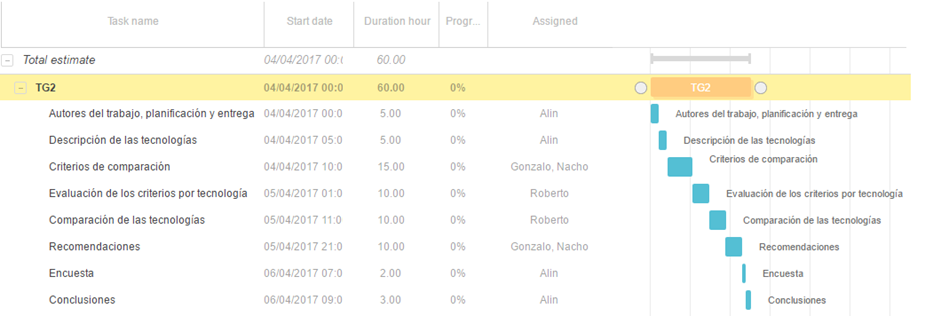 Task name Start date Duration hour Progr... Assigned
Total estimate 04/04/2017 00:( 60.00
TG2 04/04/2017 00:0 60.00 0% TG2
Autores del trabajo, planificación y entrega 04/04/2017 00:0 5.00 0% Alin Autores del trabajo, planificación y entrega
Descripción de las tecnologías 04/04/2017 05:0 5.00 0% Alin Descripción de las tecnologías
Criterios de comparación 04/04/2017 10:0 15.00 0% Gonzalo, Nacho Criterios de comparación
Evaluación de los criterios por tecnología 05/04/2017 01:0 10.00 0% Roberto Evaluación de los criterios por tecnología
Comparación de las tecnologías 05/04/2017 11:0 10.00 0% Roberto Comparación de las tecnologías
Recomendaciones 05/04/2017 21:0 10.00 0% Gonzalo, Nacho Recomendaciones
Encuesta 06/04/2017 07:0 2.00 0% Alin Encuesta
Conclusiones 06/04/2017 09:0 3.00 0% Alin Conclusiones